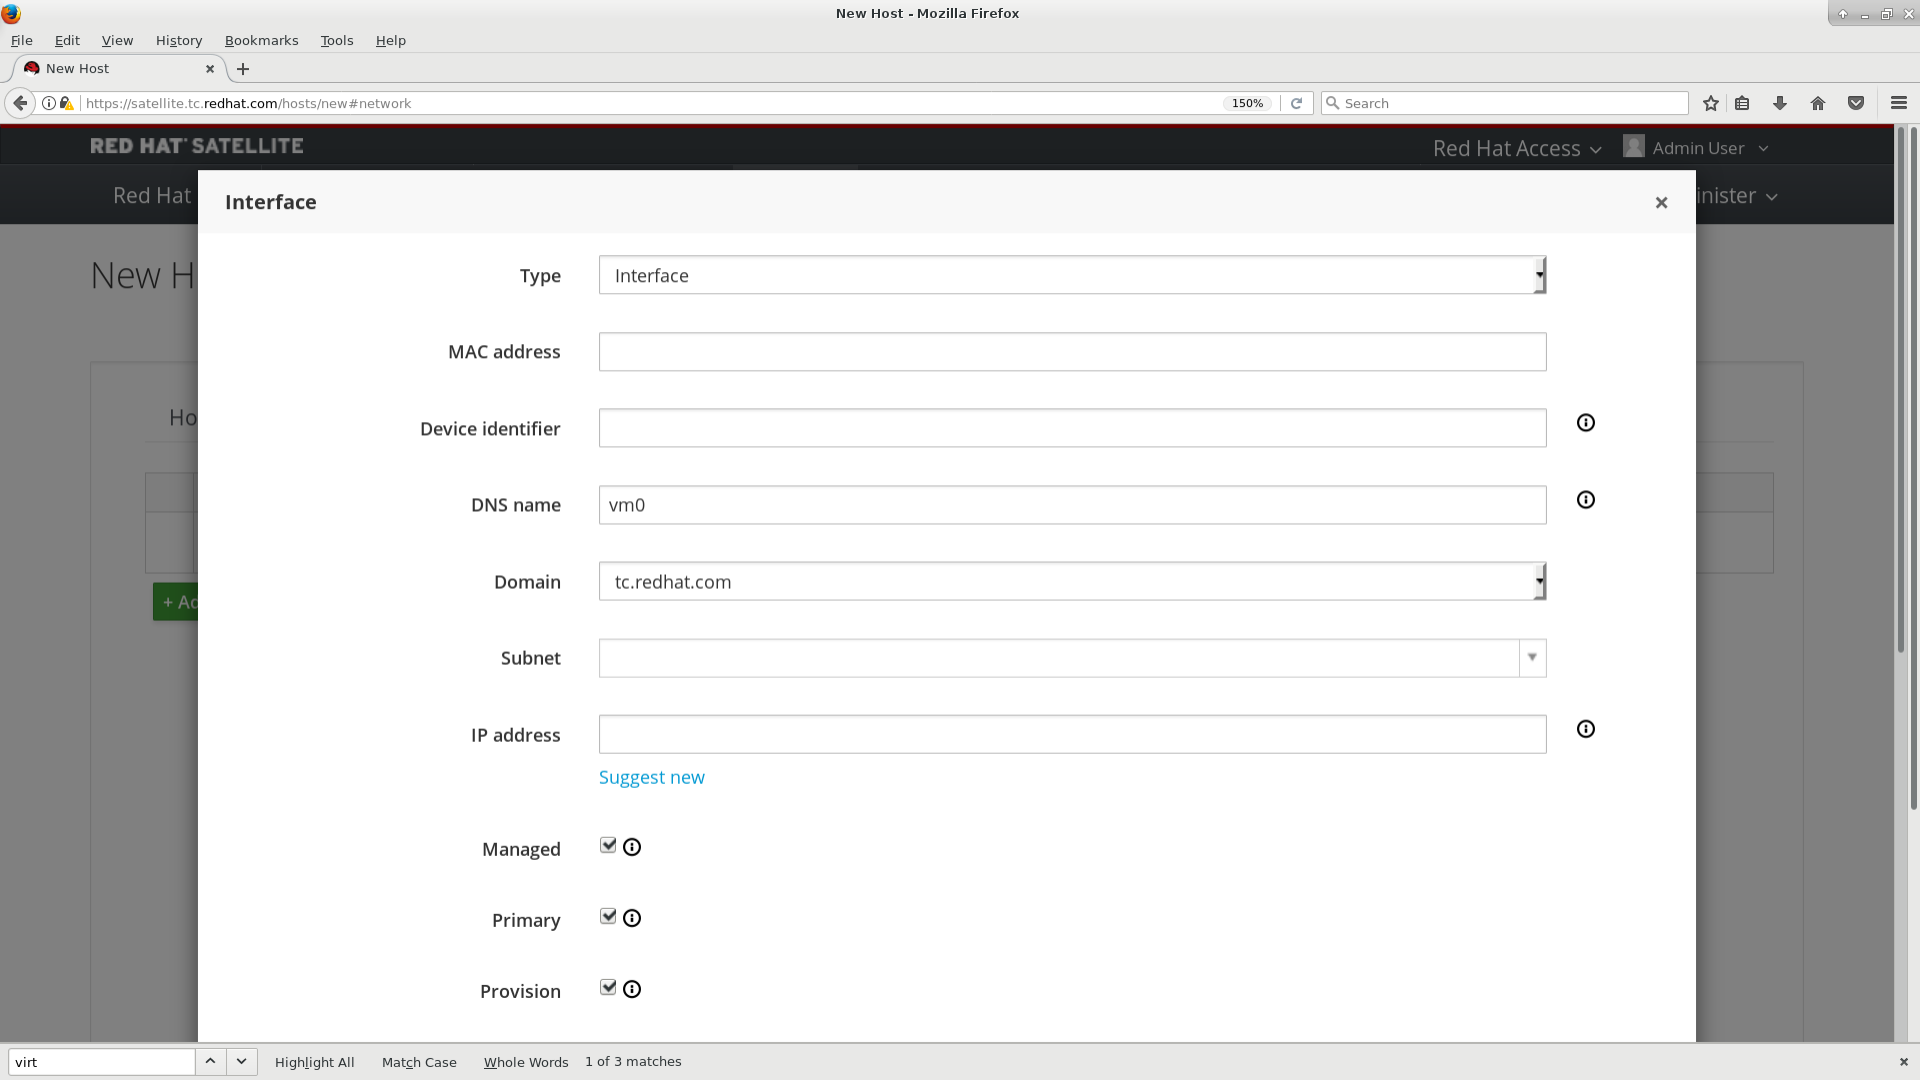 New Host - Mozilla Firefox
File Edit View History Bookmarks Tools Help
New Host
https://satellite.tc.redhat.com/hosts/new#network 150% Search
RED HAT SATELLITE Red Hat Access Admin User
Red Hat inister
Interface
New H
Type Interface
MAC address
Ho
Device identifier
DNS name vm0
Domain tc.redhat.com
+ Ad
Subnet
IP address
Suggest new
Managed
Primary
Provision
virt Highlight All Match Case Whole Words 1 of 3 matches